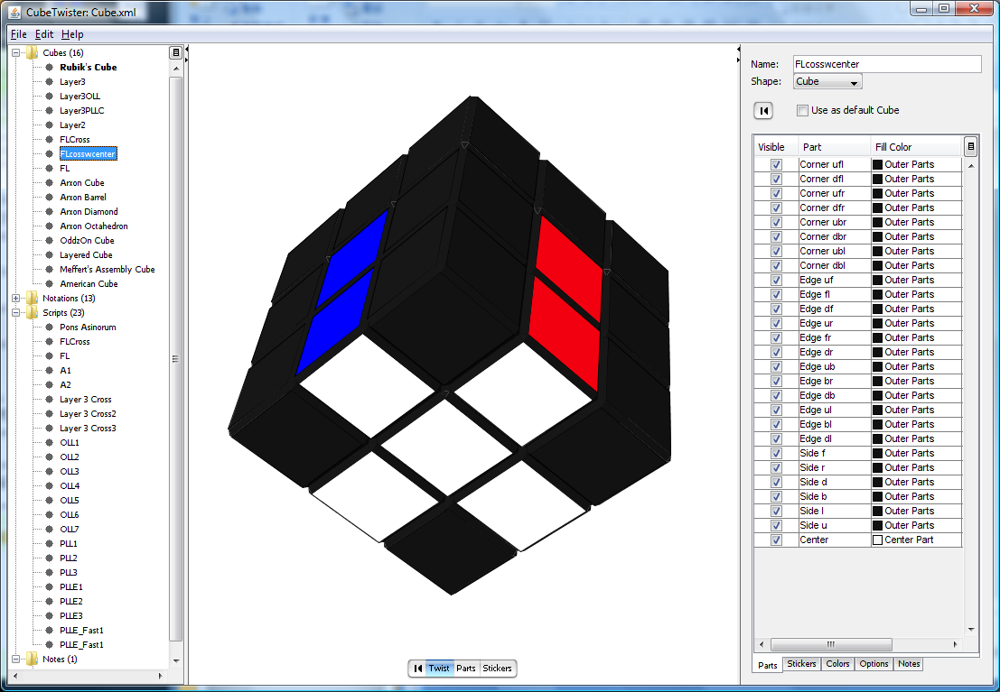 CubeTwister: Cube.xml
File Edit Help
Cubes (16)
Rubik's Cube
Layer3
Layer3OLL
Layer3PLLC
Layer2
FLCross
FLcosswcenter
FL
Arxon Cube
Arxon Barrel
Arxon Diamond
Arxon Octahedron
OddzOn Cube
Layered Cube
Meffert's Assembly Cube
American Cube
Notations (13)
Scripts (23)
Pons Asinorum
FLCross
FL
A1
A2
Layer 3 Cross
Layer 3 Cross2
Layer 3 Cross3
OLL1
OLL2
OLL3
OLL4
OLL5
OLL6
OLL7
PLL1
PLL2
PLL3
PLLE1
PLLE2
PLLE3
PLLE_Fast1
PLLE_Fast1
Notes (1)
Twist Parts Stickers
Name: FLcosswcenter
Shape: Cube
Use as default Cube
Visible Part Fill Color
Corner ufl Outer Parts
Corner dfl Outer Parts
Corner ufr Outer Parts
Corner dfr Outer Parts
Corner ubr Outer Parts
Corner dbr Outer Parts
Corner ubl Outer Parts
Corner dbl Outer Parts
Edge uf Outer Parts
Edge fl Outer Parts
Edge df Outer Parts
Edge ur Outer Parts
Edge fr Outer Parts
Edge dr Outer Parts
Edge ub Outer Parts
Edge br Outer Parts
Edge db Outer Parts
Edge ul Outer Parts
Edge bl Outer Parts
Edge dl Outer Parts
Side f Outer Parts
Side r Outer Parts
Side d Outer Parts
Side b Outer Parts
Side l Outer Parts
Side u Outer Parts
Center Center Part
Parts Stickers Colors Options Notes